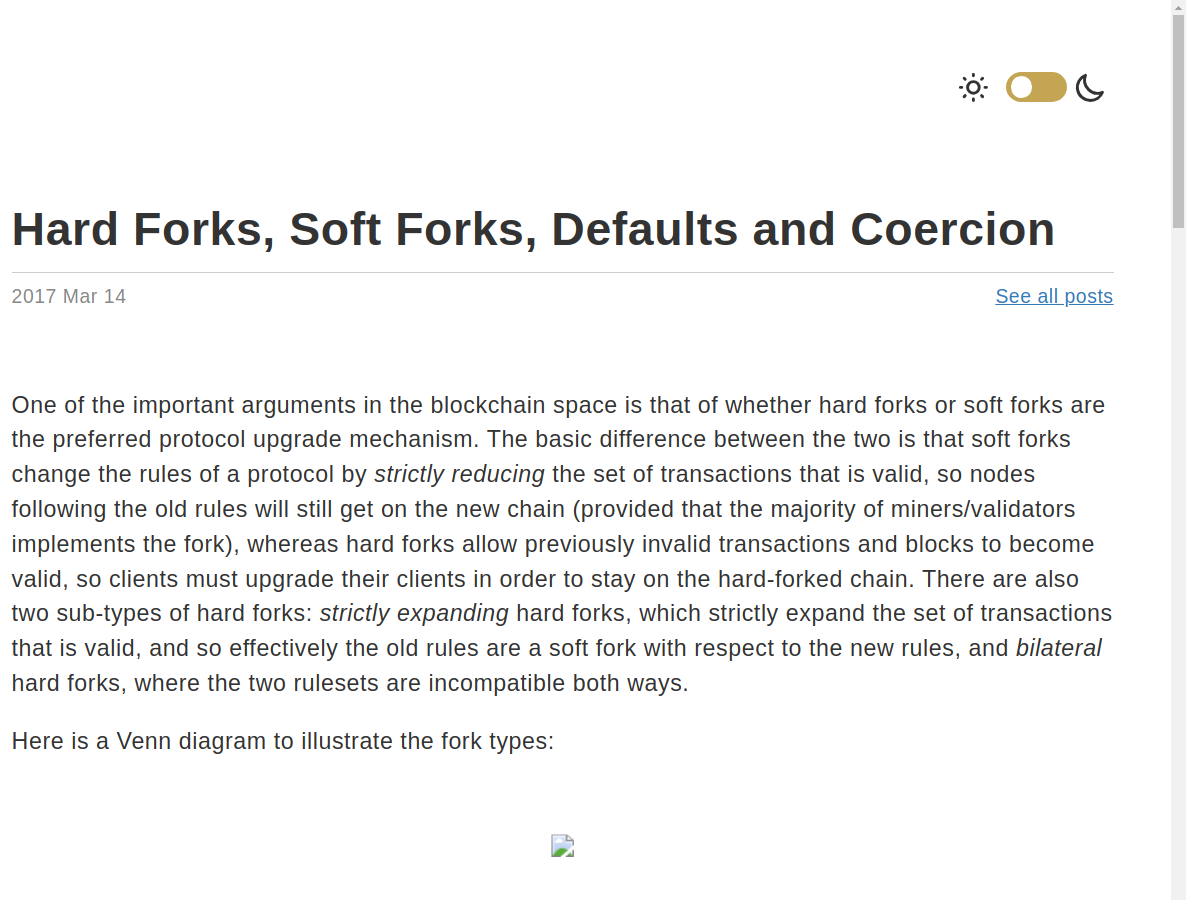 Hard Forks, Soft Forks, Defaults and Coercion
2017 Mar 14
See all posts
One of the important arguments in the blockchain space is that of whether hard forks or soft forks are
the preferred protocol upgrade mechanism. The basic difference between the two is that soft forks
change the rules of a protocol by strictly reducing the set of transactions that is valid, so nodes
following the old rules will still get on the new chain (provided that the majority of miners/validators
implements the fork), whereas hard forks allow previously invalid transactions and blocks to become
valid, so clients must upgrade their clients in order to stay on the hard-forked chain. There are also
two sub-types of hard forks: strictly expanding hard forks, which strictly expand the set of transactions
that is valid, and so effectively the old rules are a soft fork with respect to the new rules, and bilateral
hard forks, where the two rulesets are incompatible both ways.
Here is a Venn diagram to illustrate the fork types: